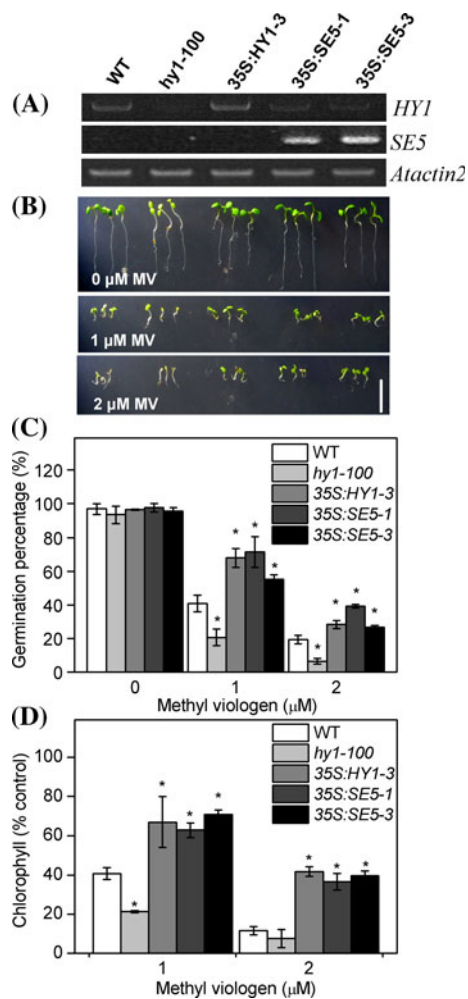 WT
hy1-100
35S:HY1-3
35S:SE5-1
35S:SE5-3
(A)
HY1
SE5
Atactin2
(B)
0 µM MV
1 µM MV
2 µM MV
(C)
Germination percentage (%)
120
100
80
60
40
20
0
WT
hy1-100
35S:HY1-3
35S:SE5-1
35S:SE5-3
* * * *
* * * *
0 1 2
Methyl viologen (µM)
(D)
Chlorophyll (% control)
100
80
60
40
20
0
WT
hy1-100
35S:HY1-3
35S:SE5-1
35S:SE5-3
* * * *
* * *
1 2
Methyl viologen (µM)